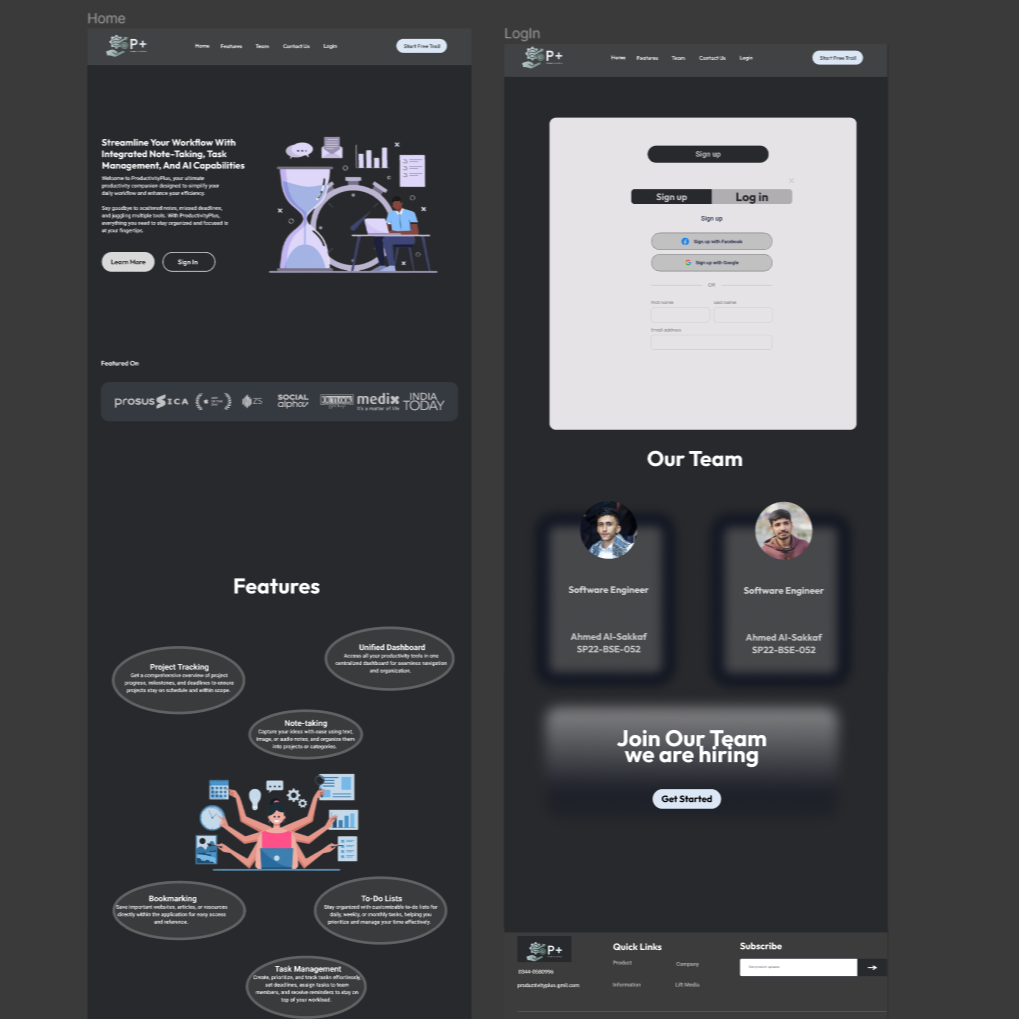 Home
P+
Home
Features
Team
Contact Us
Login
Start Free Trail
Streamline Your Workflow With
Integrated Note-Taking, Task
Management, And AI Capabilities
Welcome to ProductivityPlus, your ultimate
productivity companion designed to simplify your
daily workflow and enhance your efficiency.
Say goodbye to scattered notes, missed deadlines,
and juggling multiple tools. With ProductivityPlus,
everything you need to stay organized and focused is
at your fingertips.
Learn More
Sign In
Featured On
prosus
SICA
ZS
SOCIAL
alpha
medix
It's a matter of life
INDIA
TODAY
Features
Unified Dashboard
Access all your productivity tools in one
centralized dashboard for seamless navigation
and organization.
Project Tracking
Get a comprehensive overview of project
progress, milestones, and deadlines to ensure
projects stay on schedule and within scope.
Note-taking
Capture your ideas with ease using text,
image, or audio notes, and organize them
into projects or categories.
Bookmarking
Save important websites, articles, or resources
directly within the application for easy access
and reference.
To-Do Lists
Stay organized with customizable to-do lists for
daily, weekly, or monthly tasks, helping you
prioritize and manage your time effectively.
Task Management
Create, prioritize, and track tasks effortlessly,
set deadlines, assign tasks to team
members, and receive reminders to stay on
top of your workload.
LogIn
P+
Home
Features
Team
Contact Us
Login
Start Free Trail
Sign up
Sign up
Log in
Sign up
Sign up with Facebook
Sign up with Google
OR
First name
Last name
Email address
Our Team
Software Engineer
Ahmed Al-Sakkaf
SP22-BSE-052
Software Engineer
Ahmed Al-Sakkaf
SP22-BSE-052
Join Our Team
we are hiring
Get Started
P+
0344-0580996
productivityplus.gmil.com
Quick Links
Product
Company
Information
Lift Media
Subscribe